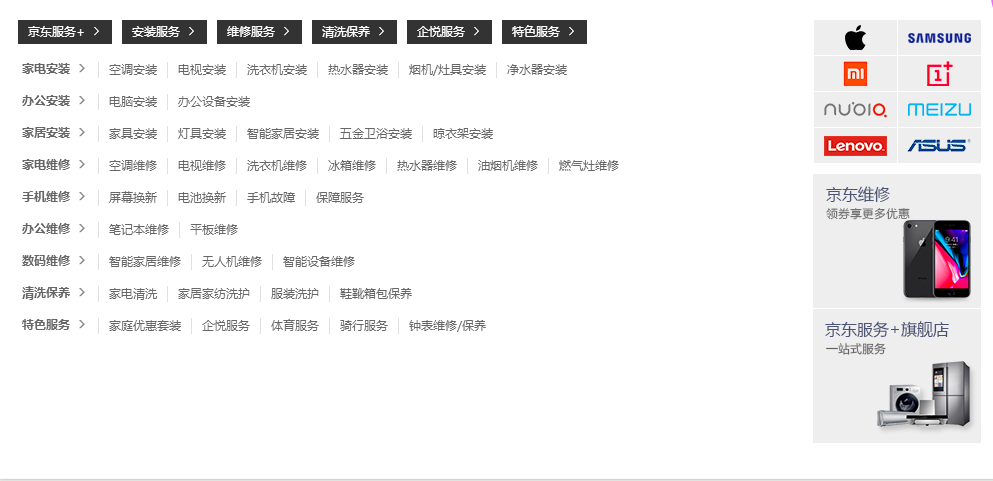 京东服务+ 安装服务 维修服务 清洗保养 企悦服务 特色服务
家电安装 空调安装 电视安装 洗衣机安装 热水器安装 烟机/灶具安装 净水器安装
办公安装 电脑安装 办公设备安装
家居安装 家具安装 灯具安装 智能家居安装 五金卫浴安装 晾衣架安装
家电维修 空调维修 电视维修 洗衣机维修 冰箱维修 热水器维修 油烟机维修 燃气灶维修
手机维修 屏幕换新 电池换新 手机故障 保障服务
办公维修 笔记本维修 平板维修
数码维修 智能家居维修 无人机维修 智能设备维修
清洗保养 家电清洗 家居家纺洗护 服装洗护 鞋靴箱包保养
特色服务 家庭优惠套装 企悦服务 体育服务 骑行服务 钟表维修/保养
SAMSUNG
mi 1+
nubia MEIZU
Lenovo ASUS
京东维修
领券享更多优惠
9:41
京东服务+旗舰店
一站式服务